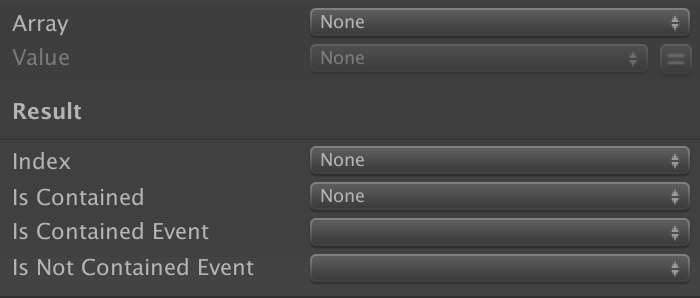 Array None
Value None
Result
Index None
Is Contained None
Is Contained Event
Is Not Contained Event